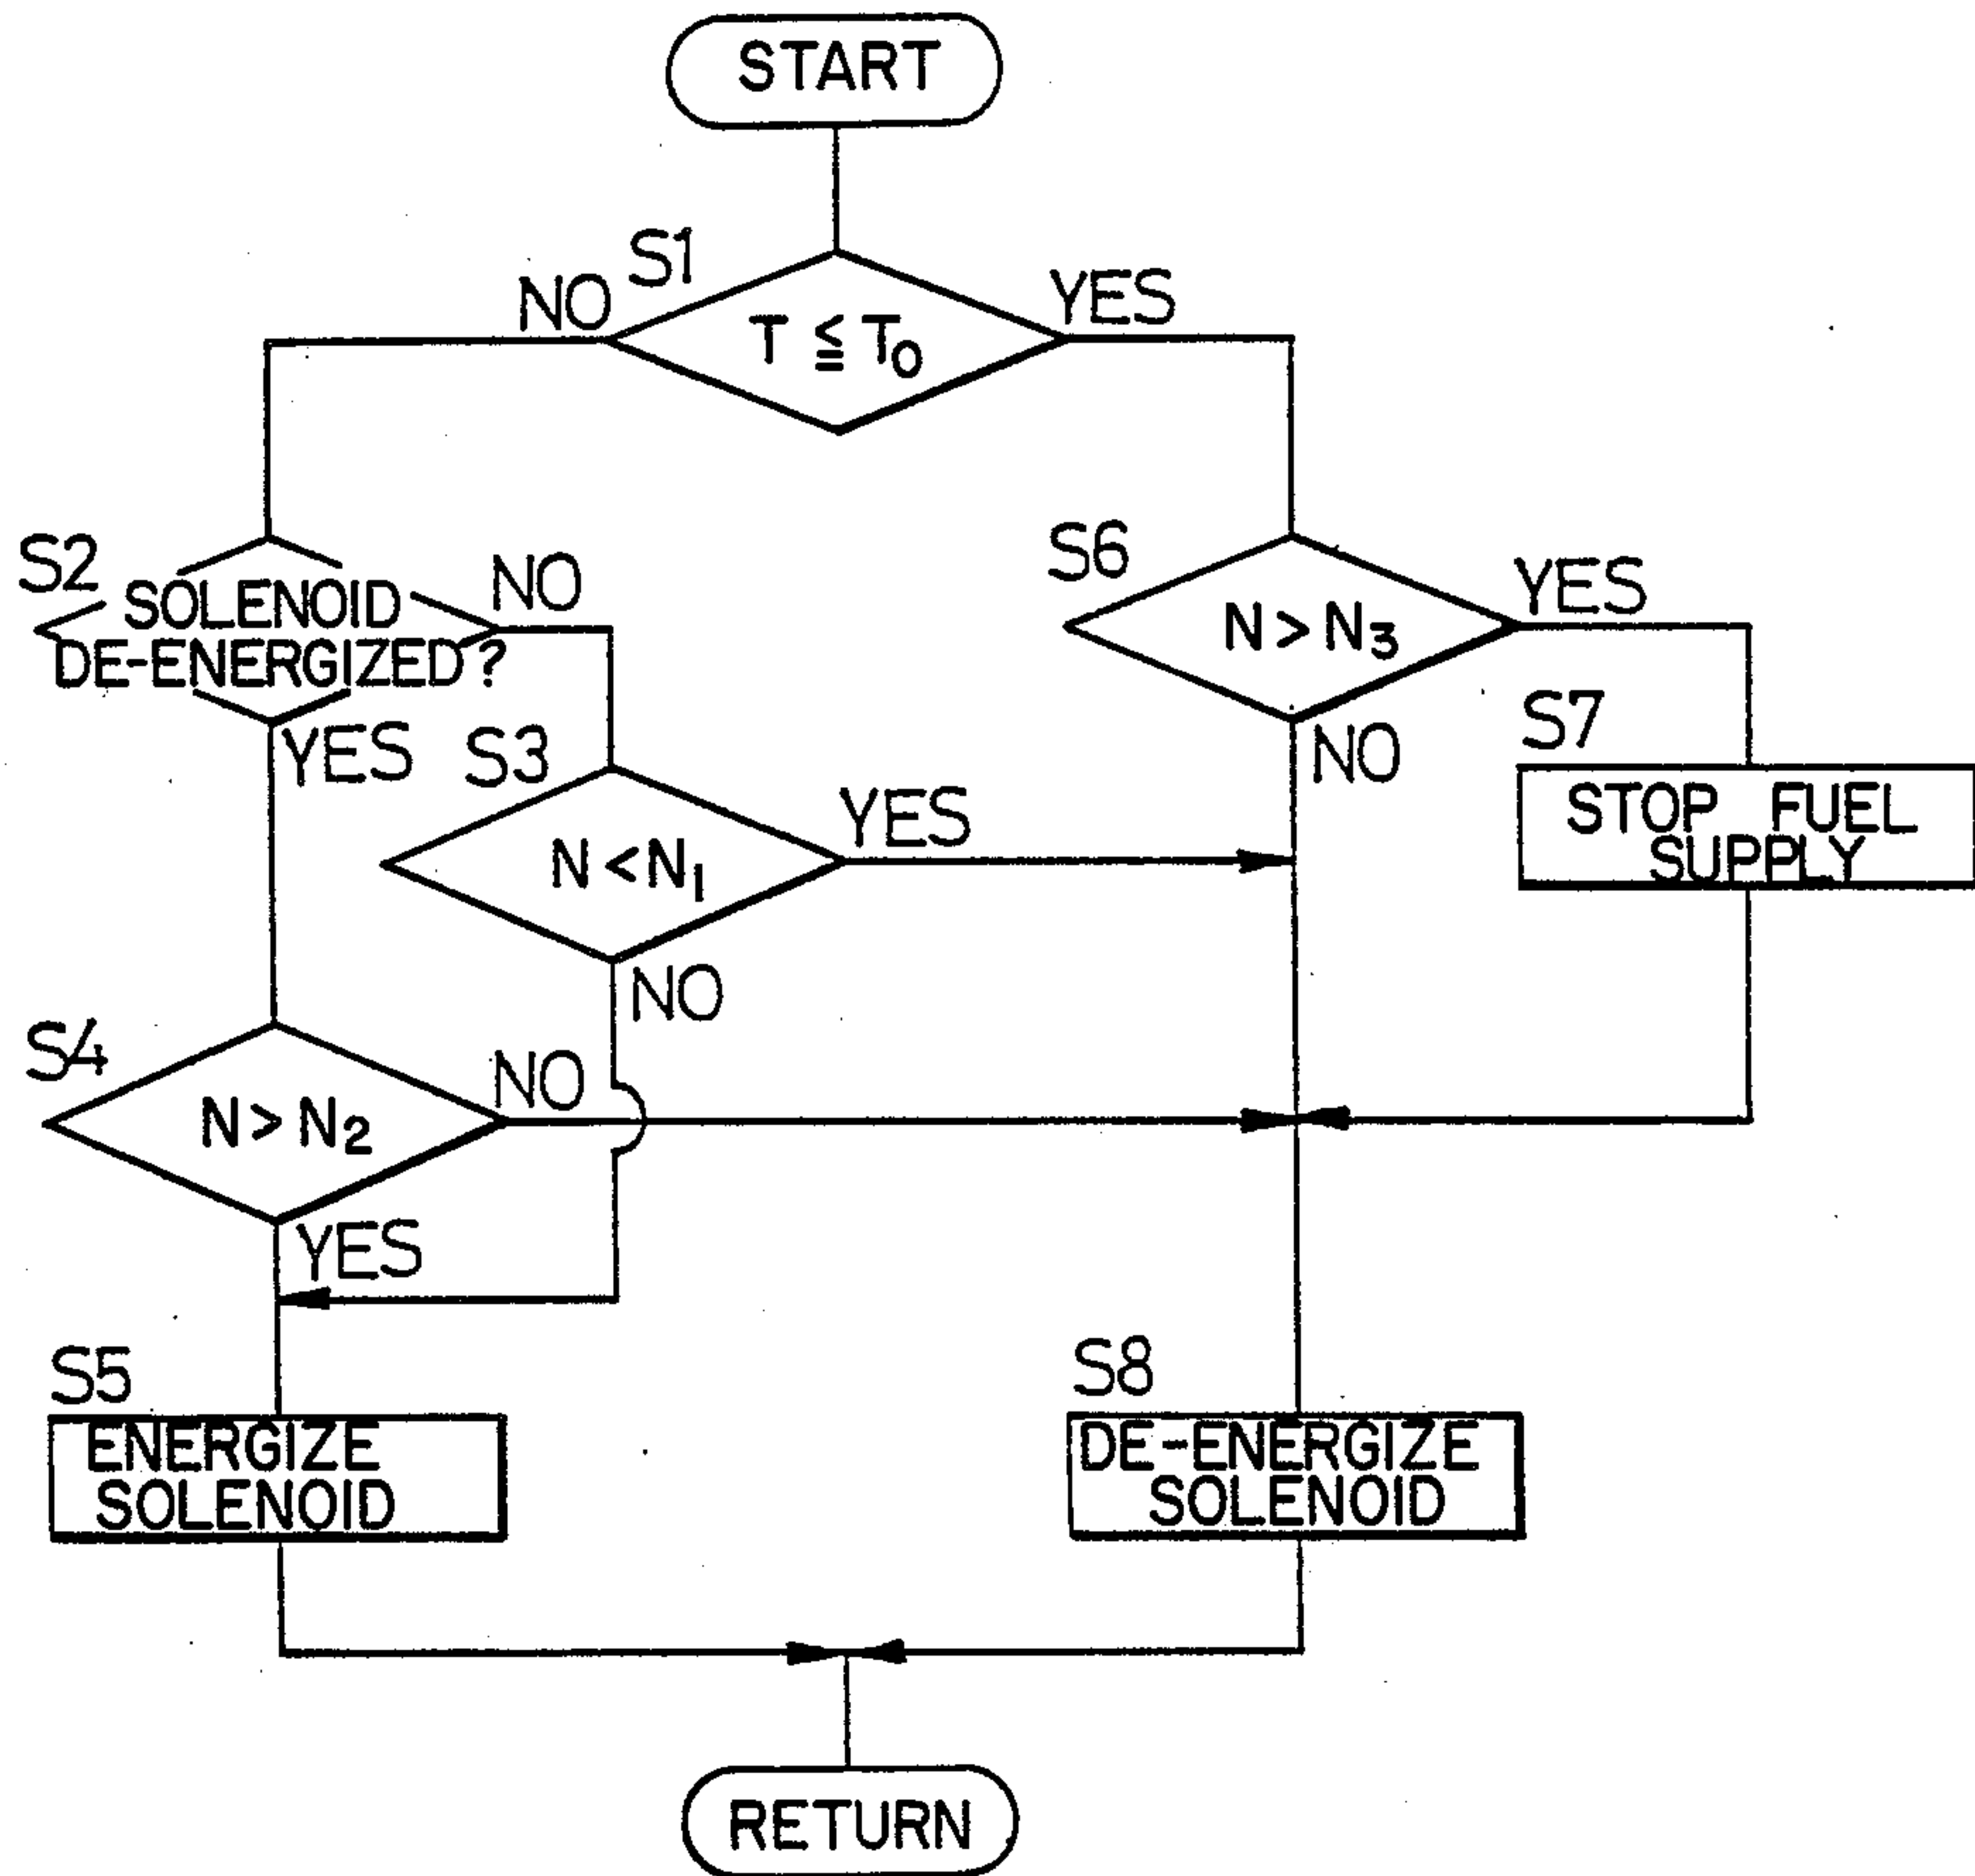 START
S1
NO
YES
T ≦ T0
S2
SOLENOID
DE-ENERGIZED ?
NO
YES
S6
N > N3
YES
NO
S7
STOP FUEL
SUPPLY
S3
N < N1
YES
NO
S4
N > N2
NO
YES
S5
ENERGIZE
SOLENOID
S8
DE-ENERGIZE
SOLENOID
RETURN